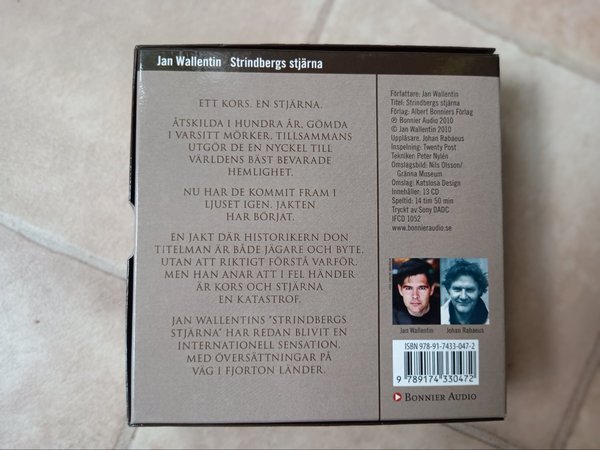 Jan Wallentin Strindbergs stjärna
ETT KORS. EN STJÄRNA.
ÅTSKILDA I HUNDRA ÅR, GÖMDA
I VARSITT MÖRKER. TILLSAMMANS
UTGÖR DE EN NYCKEL TILL
VÄRLDENS BÄST BEVARADE
HEMLIGHET.
NU HAR DE KOMMIT FRAM I
LJUSET IGEN. JAKTEN
HAR BÖRJAT.
EN JAKT DÄR HISTORIKERN DON
TITELMAN ÄR BÅDE JÄGARE OCH BYTE,
UTAN ATT RIKTIGT FÖRSTÅ VARFÖR.
MEN HAN ANAR ATT I FEL HÄNDER
ÄR KORS OCH STJÄRNA
EN KATASTROF.
JAN WALLENTINS "STRINDBERGS
STJÄRNA" HAR REDAN BLIVIT EN
INTERNATIONELL SENSATION,
MED ÖVERSÄTTNINGAR PÅ
VÄG I FJORTON LÄNDER.
Författare: Jan Wallentin
Titel: Strindbergs stjärna
Förlag: Albert Bonniers Förlag
℗ Bonnier Audio 2010
© Jan Wallentin 2010
Uppläsare: Johan Rabaeus
Inspelning: Twenty Post
Tekniker: Peter Nylén
Omslagsbild: Nils Olsson/
Gränna Museum
Omslag: Katslosa Design
Innehåller: 13 CD
Speltid: 14 tim 50 min
Tryckt av Sony DADC
IFCD 1052
www.bonnieraudio.se
Jan Wallentin Johan Rabaeus
ISBN 978-91-7433-047-2
9 789174 330472
BONNIER AUDIO